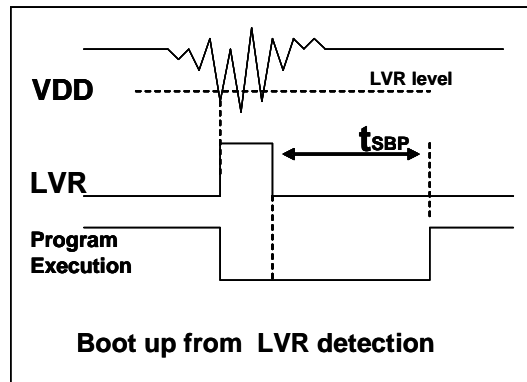 LVR level
VDD
tSBP
LVR
Program
Execution
Boot up from LVR detection